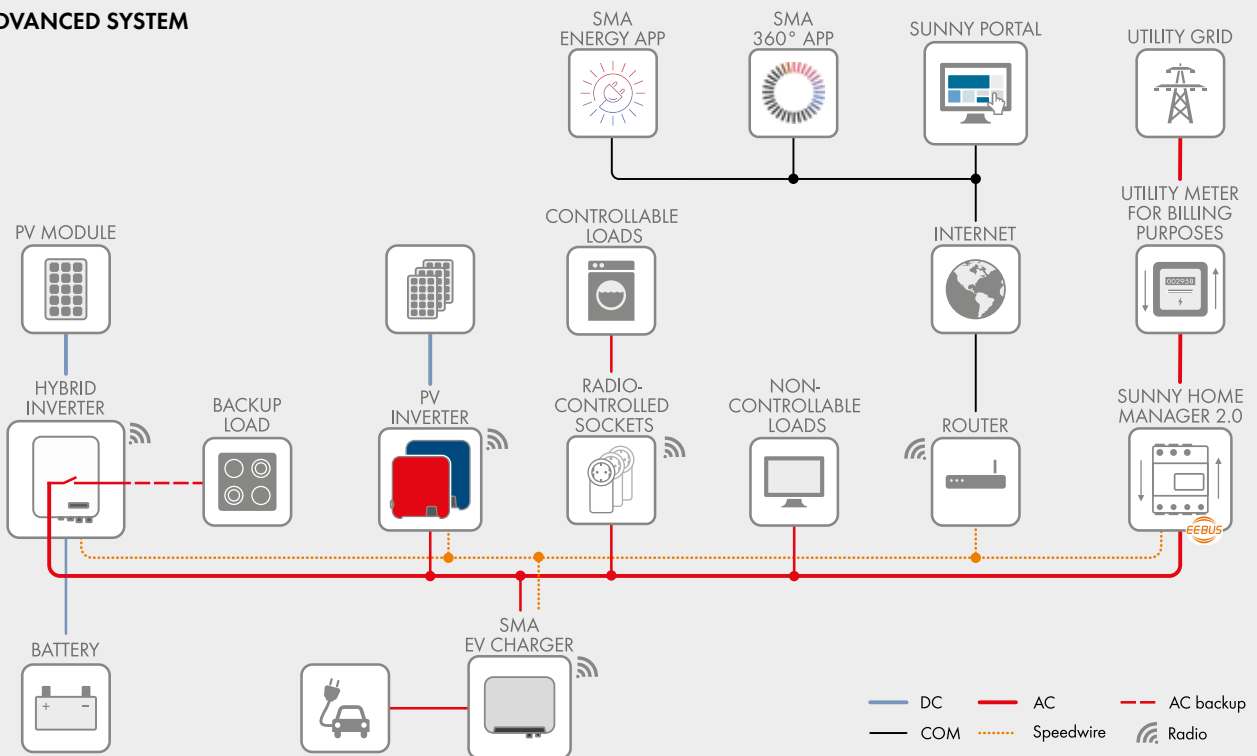 DVANCED SYSTEM
SMA
ENERGY APP
SMA
360° APP
SUNNY PORTAL
UTILITY GRID
UTILITY METER
FOR BILLING
PURPOSES
002958
PV MODULE
CONTROLLABLE
LOADS
INTERNET
HYBRID
INVERTER
BACKUP
LOAD
PV
INVERTER
RADIO-
CONTROLLED
SOCKETS
NON-
CONTROLLABLE
LOADS
ROUTER
SUNNY HOME
MANAGER 2.0
EEBUS
BATTERY
+ −
SMA
EV CHARGER
DC
AC
AC backup
COM
Speedwire
Radio